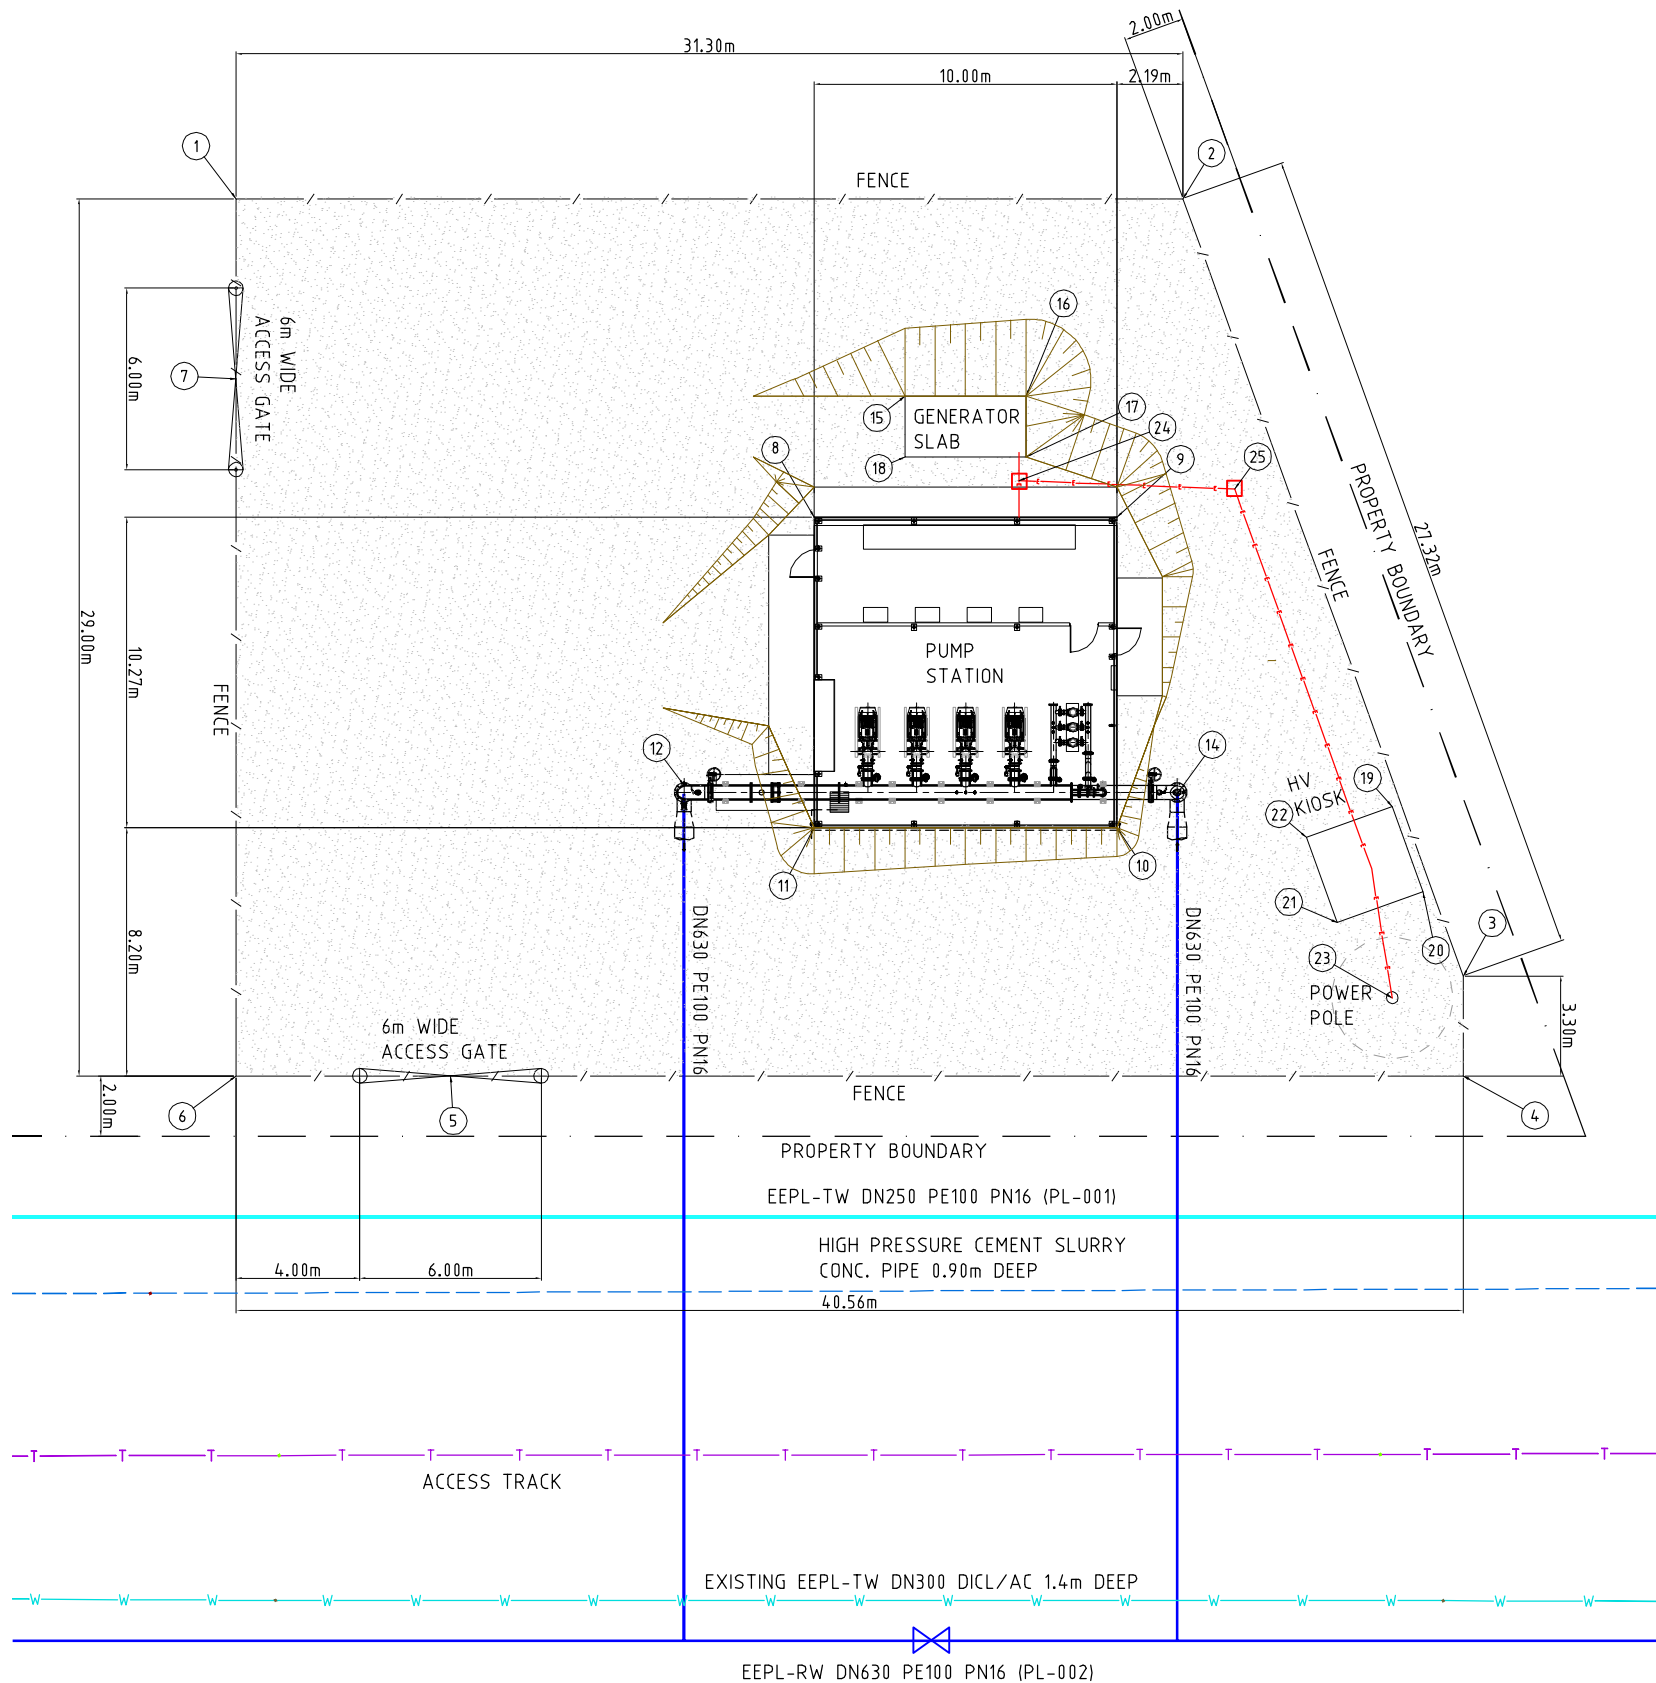 2.00m
31.30m
10.00m
2.19m
1
2
FENCE
6m WIDE
ACCESS GATE
6.00m
7
16
15
17
GENERATOR
SLAB
24
18
8
9
25
PROPERTY BOUNDARY
27.32m
FENCE
29.00m
10.27m
FENCE
PUMP
STATION
12
14
HV
KIOSK
19
22
11
10
21
20
3
23
POWER
POLE
3.30m
8.20m
DN630 PE100 PN16
DN630 PE100 PN16
6m WIDE
ACCESS GATE
2.00m
6
5
FENCE
4
PROPERTY BOUNDARY
EEPL-TW DN250 PE100 PN16 (PL-001)
HIGH PRESSURE CEMENT SLURRY
CONC. PIPE 0.90m DEEP
4.00m
6.00m
40.56m
T T T T T T T T T T T T T T T T T T
ACCESS TRACK
EXISTING EEPL-TW DN300 DICL/AC 1.4m DEEP
W W W W W W W W W W W W W W W W W W
EEPL-RW DN630 PE100 PN16 (PL-002)